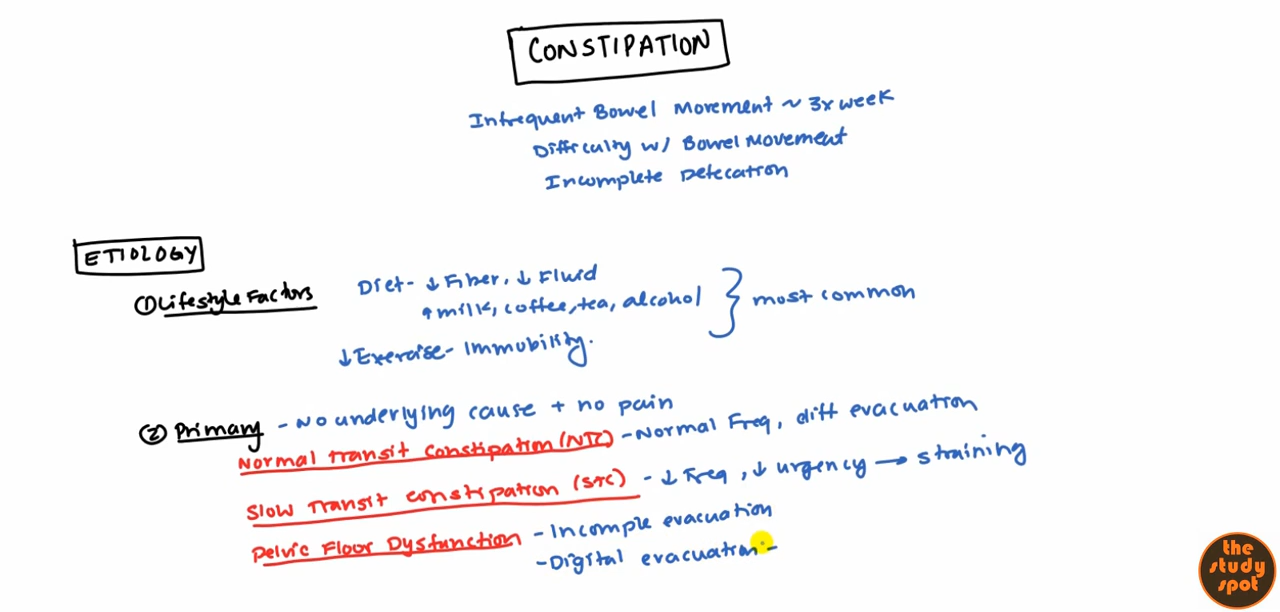 CONSTIPATION
Infrequent Bowel Movement ~ 3x week
Difficulty w/ Bowel Movement
Incomplete Defecation
ETIOLOGY
① Lifestyle Factors
Diet- ↓ Fiber, ↓ Fluid
↑ milk, coffee, tea, alcohol } most common
↓ Exercise- Immobility.
② Primary - No underlying cause + no pain
Normal Transit Constipation (NTC) - Normal Freq, diff evacuation
Slow Transit Constipation (STC) - ↓ Freq, ↓ urgency → straining
Pelvic Floor Dysfunction - Incomple evacuation
- Digital evacuation -
the
study
spot